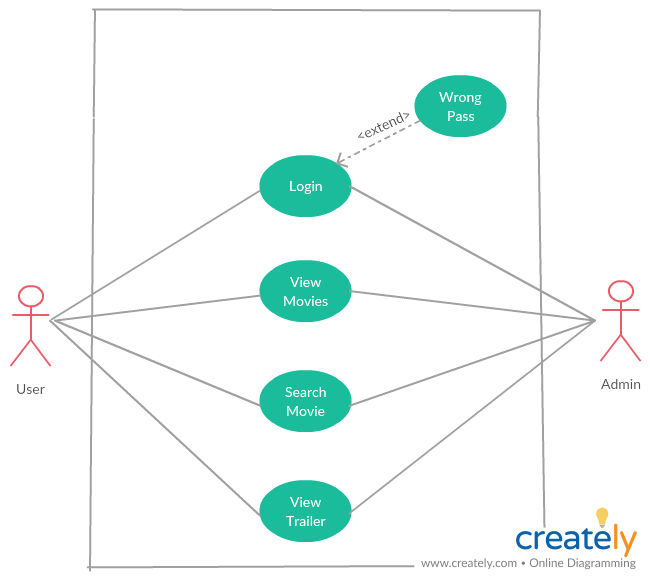 Wrong
Pass
<extend>
Login
View
Movies
User
Admin
Search
Movie
View
Trailer
creately
www.creately.com • Online Diagramming